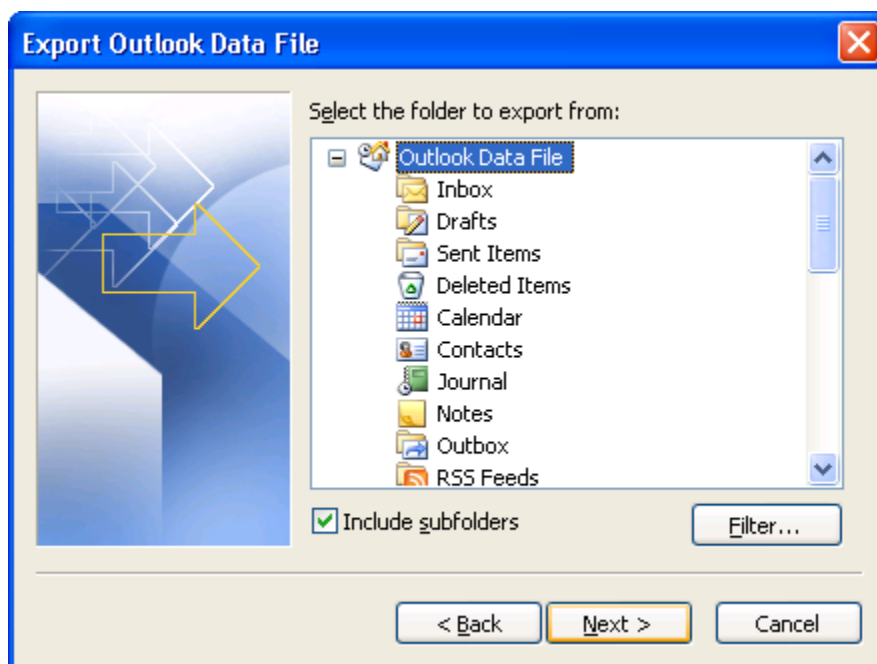 Export Outlook Data File
Select the folder to export from:
Outlook Data File
Inbox
Drafts
Sent Items
Deleted Items
Calendar
Contacts
Journal
Notes
Outbox
RSS Feeds
Include subfolders
Filter...
< Back
Next >
Cancel